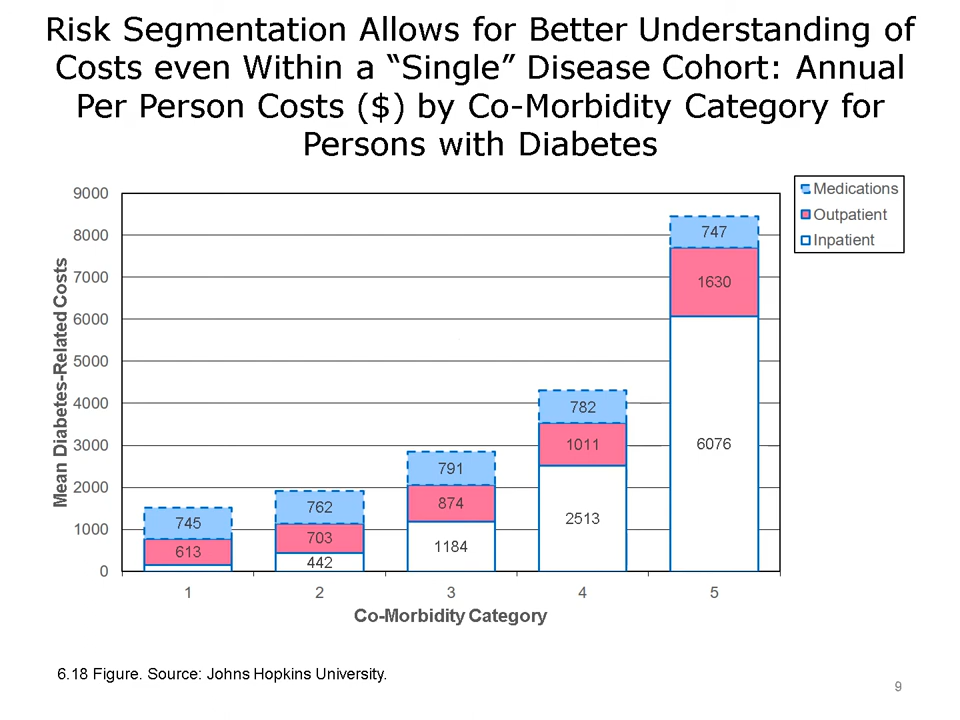 Risk Segmentation Allows for Better Understanding of
Costs even Within a “Single” Disease Cohort: Annual
Per Person Costs ($) by Co-Morbidity Category for
Persons with Diabetes
Medications
Outpatient
Inpatient
Mean Diabetes-Related Costs
9000
8000
7000
6000
5000
4000
3000
2000
1000
0
745
613
762
703
442
791
874
1184
782
1011
2513
747
1630
6076
1 2 3 4 5
Co-Morbidity Category
6.18 Figure. Source: Johns Hopkins University.
9